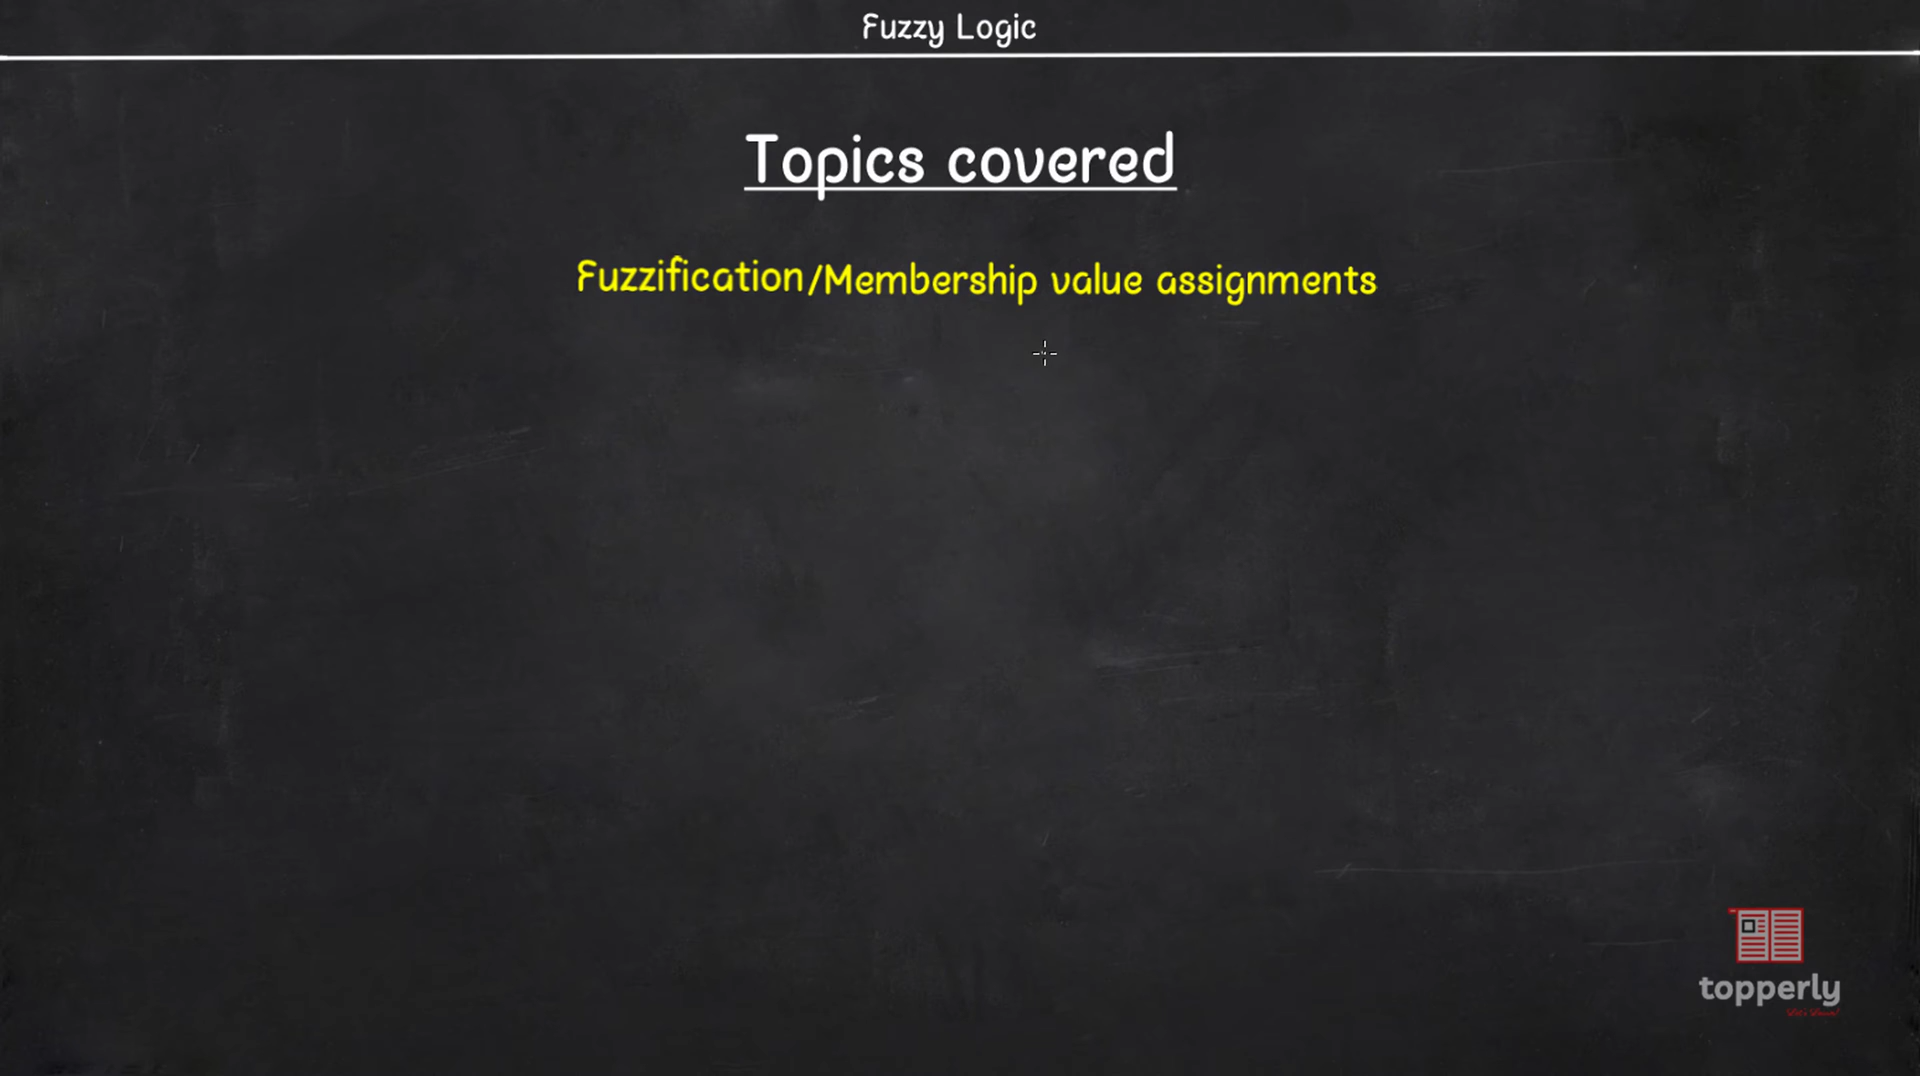 Fuzzy Logic
Topics covered
Fuzzification/Membership value assignments
topperly